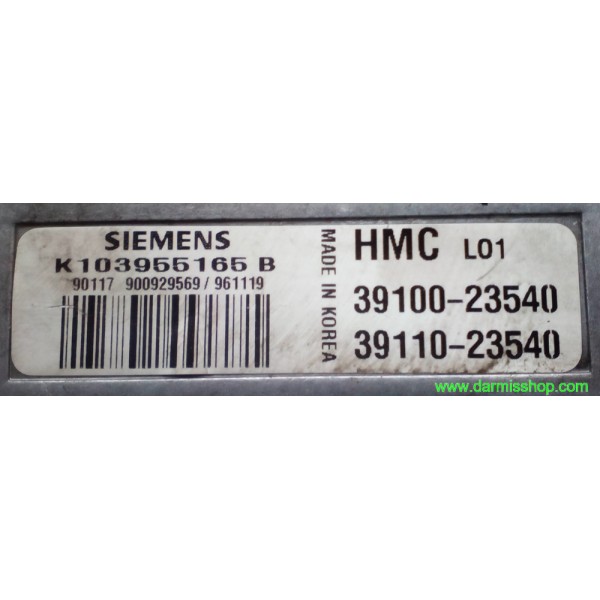 SIEMENS
K103955165 B
90117 900929569 / 961119
MADE IN KOREA
HMC L01
39100-23540
39110-23540
www.darmisshop.com